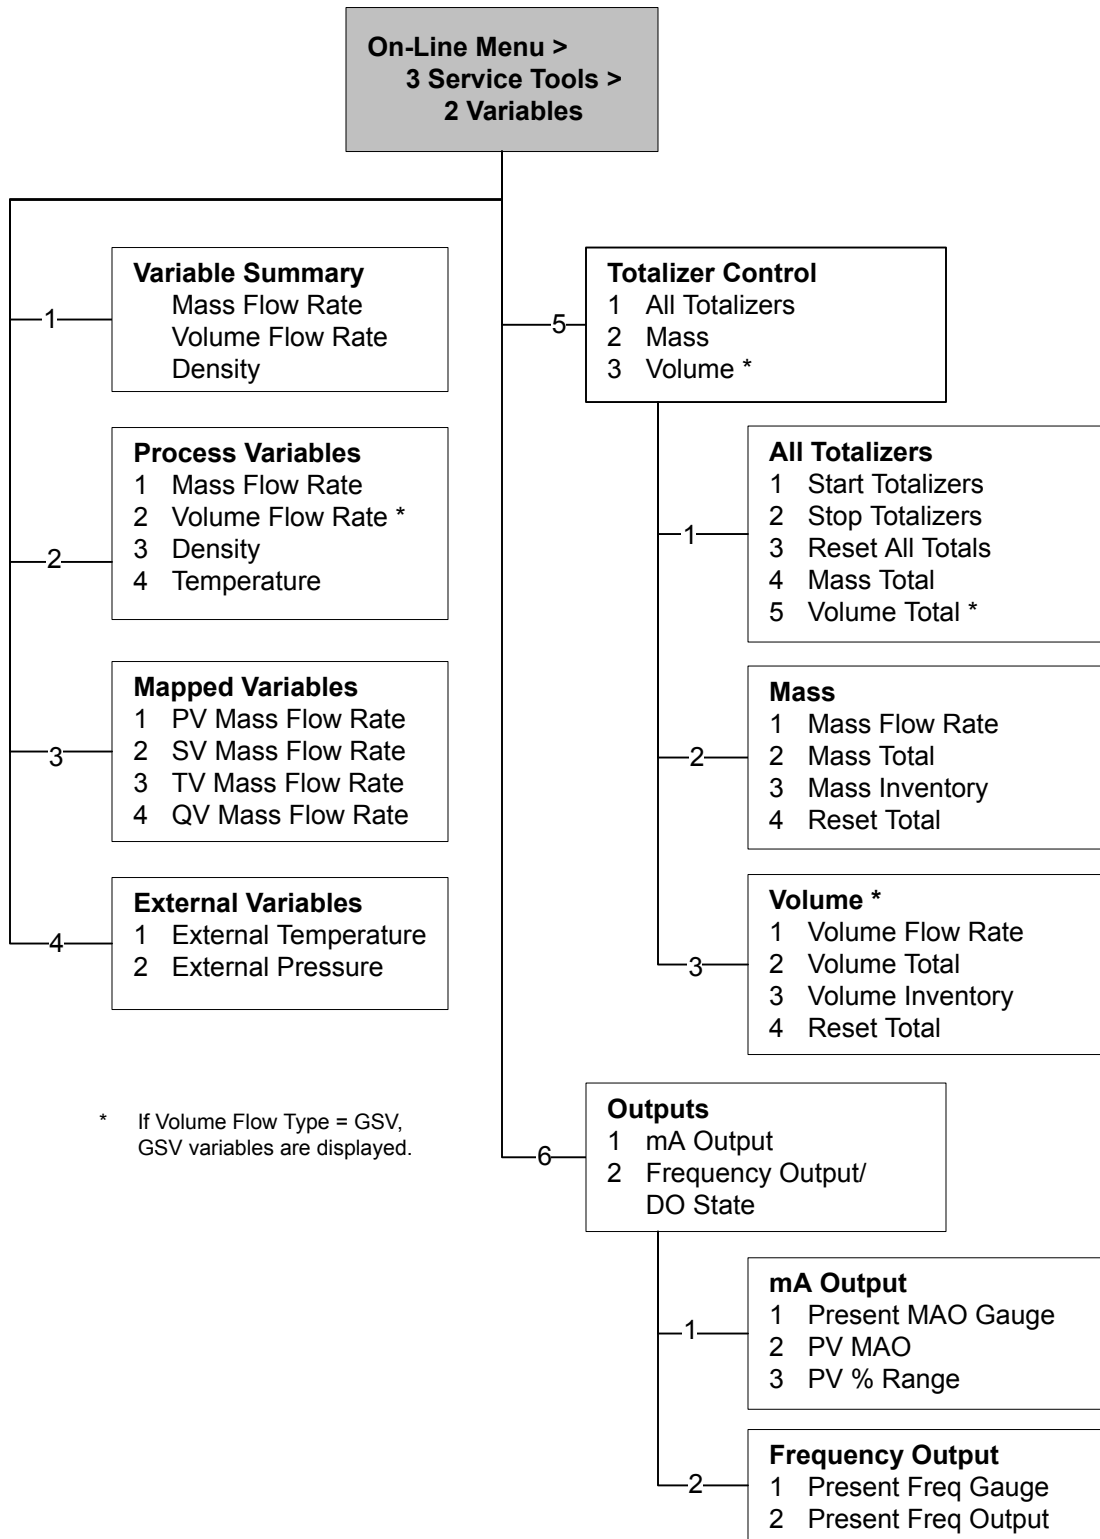 On-Line Menu >
3 Service Tools >
2 Variables
1
Variable Summary
Mass Flow Rate
Volume Flow Rate
Density
2
Process Variables
1 Mass Flow Rate
2 Volume Flow Rate *
3 Density
4 Temperature
3
Mapped Variables
1 PV Mass Flow Rate
2 SV Mass Flow Rate
3 TV Mass Flow Rate
4 QV Mass Flow Rate
4
External Variables
1 External Temperature
2 External Pressure
* If Volume Flow Type = GSV,
GSV variables are displayed.
5
Totalizer Control
1 All Totalizers
2 Mass
3 Volume *
1
All Totalizers
1 Start Totalizers
2 Stop Totalizers
3 Reset All Totals
4 Mass Total
5 Volume Total *
2
Mass
1 Mass Flow Rate
2 Mass Total
3 Mass Inventory
4 Reset Total
3
Volume *
1 Volume Flow Rate
2 Volume Total
3 Volume Inventory
4 Reset Total
6
Outputs
1 mA Output
2 Frequency Output/
DO State
1
mA Output
1 Present MAO Gauge
2 PV MAO
3 PV % Range
2
Frequency Output
1 Present Freq Gauge
2 Present Freq Output